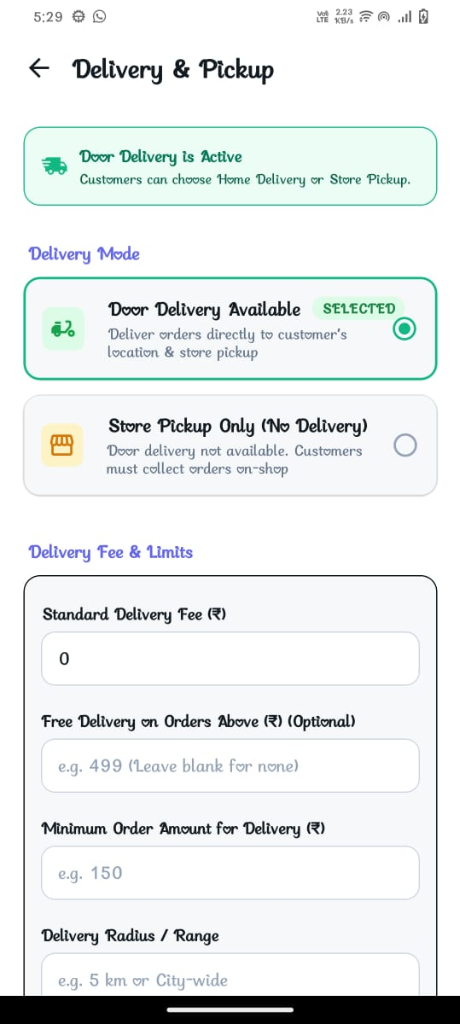 5:29
Vo) LTE 2.23 KB/s
Delivery & Pickup
Door Delivery is Active
Customers can choose Home Delivery or Store Pickup.
Delivery Mode
Door Delivery Available SELECTED
Deliver orders directly to customer's
location & store pickup
Store Pickup Only (No Delivery)
Door delivery not available. Customers
must collect orders on-shop
Delivery Fee & Limits
Standard Delivery Fee (₹)
0
Free Delivery on Orders Above (₹) (Optional)
e.g. 499 (Leave blank for none)
Minimum Order Amount for Delivery (₹)
e.g. 150
Delivery Radius / Range
e.g. 5 km or City-wide